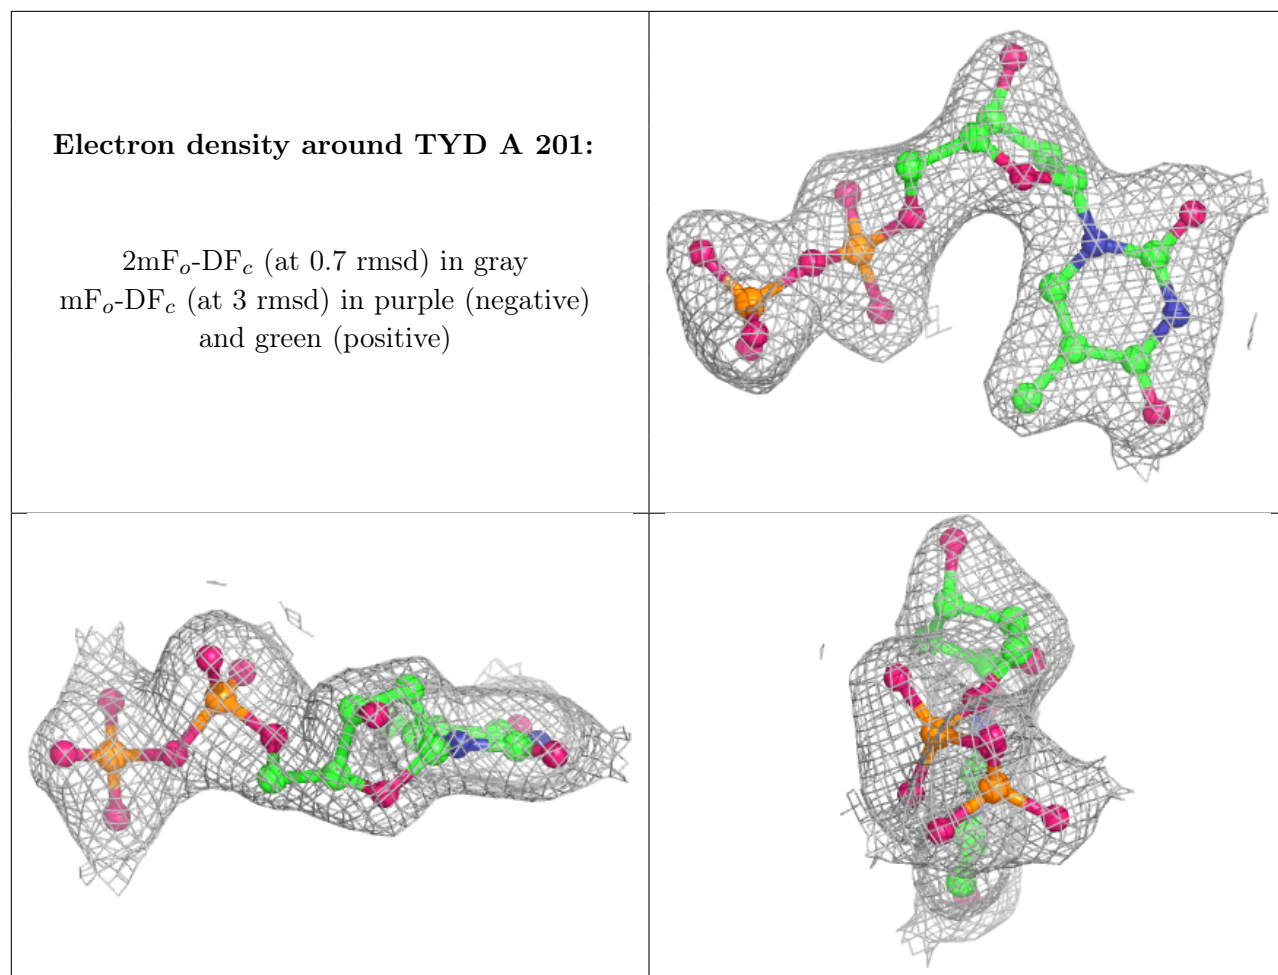 Electron density around TYD A 201:
2mFo-DFc (at 0.7 rmsd) in gray
mFo-DFc (at 3 rmsd) in purple (negative)
and green (positive)